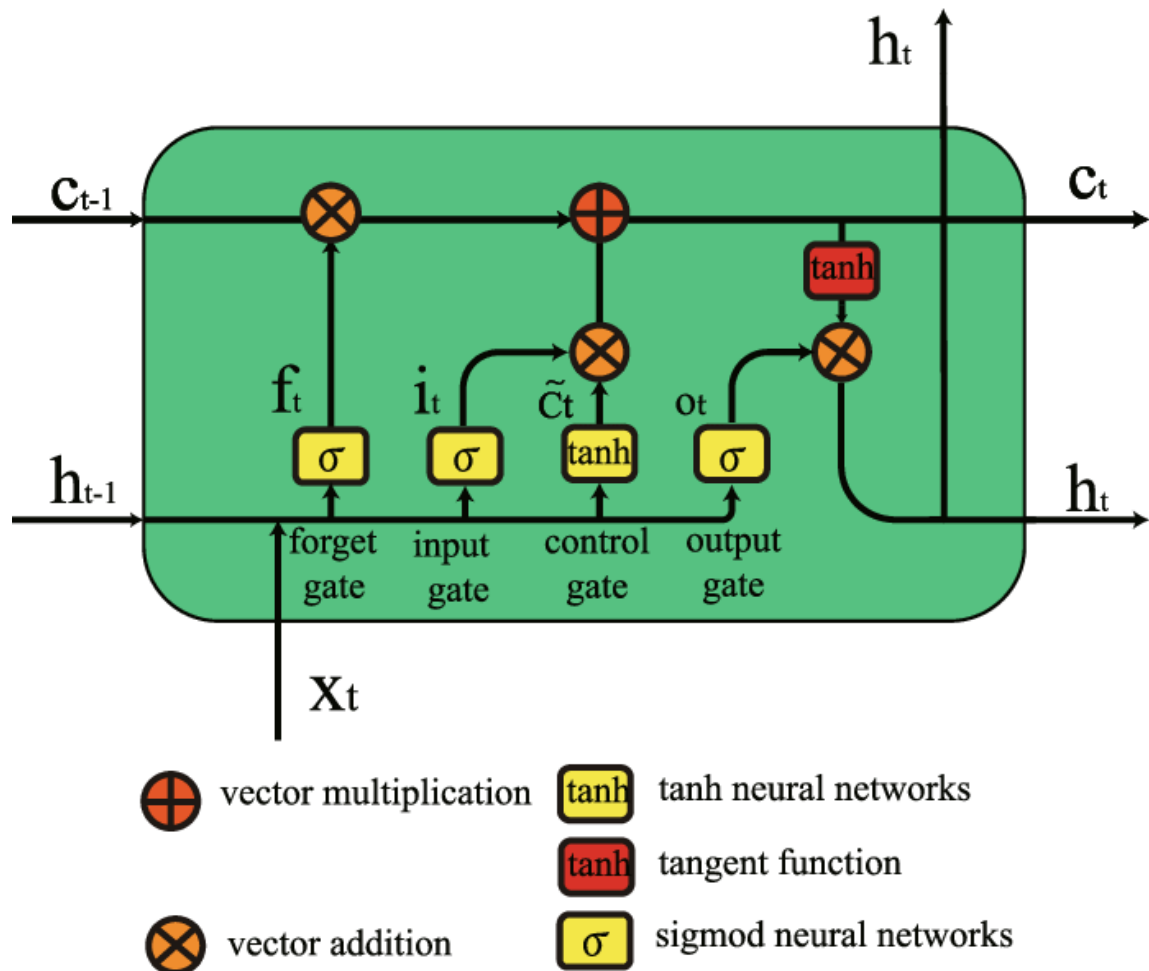 ht
ct-1
ct
tanh
ft
it
c̃t
ot
σ
σ
tanh
σ
ht-1
ht
forget gate
input gate
control gate
output gate
xt
vector multiplication
tanh
tanh neural networks
tanh
tangent function
vector addition
σ
sigmod neural networks